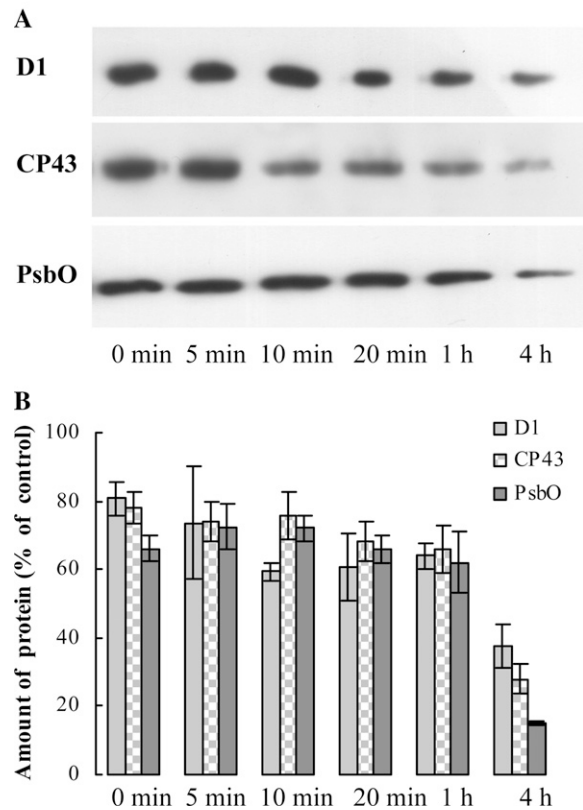 A
D1
CP43
PsbO
0 min 5 min 10 min 20 min 1 h 4 h
B
Amount of protein (% of control)
100
80
60
40
20
0
D1
CP43
PsbO
0 min 5 min 10 min 20 min 1 h 4 h